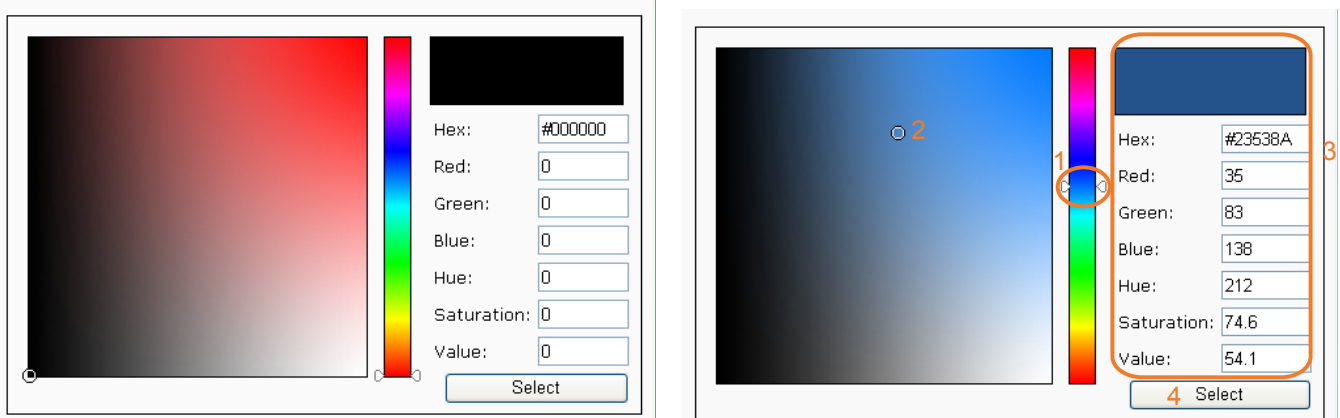 Hex: #000000
Red: 0
Green: 0
Blue: 0
Hue: 0
Saturation: 0
Value: 0
Select
2
1
3
Hex: #23538A
Red: 35
Green: 83
Blue: 138
Hue: 212
Saturation: 74.6
Value: 54.1
4 Select